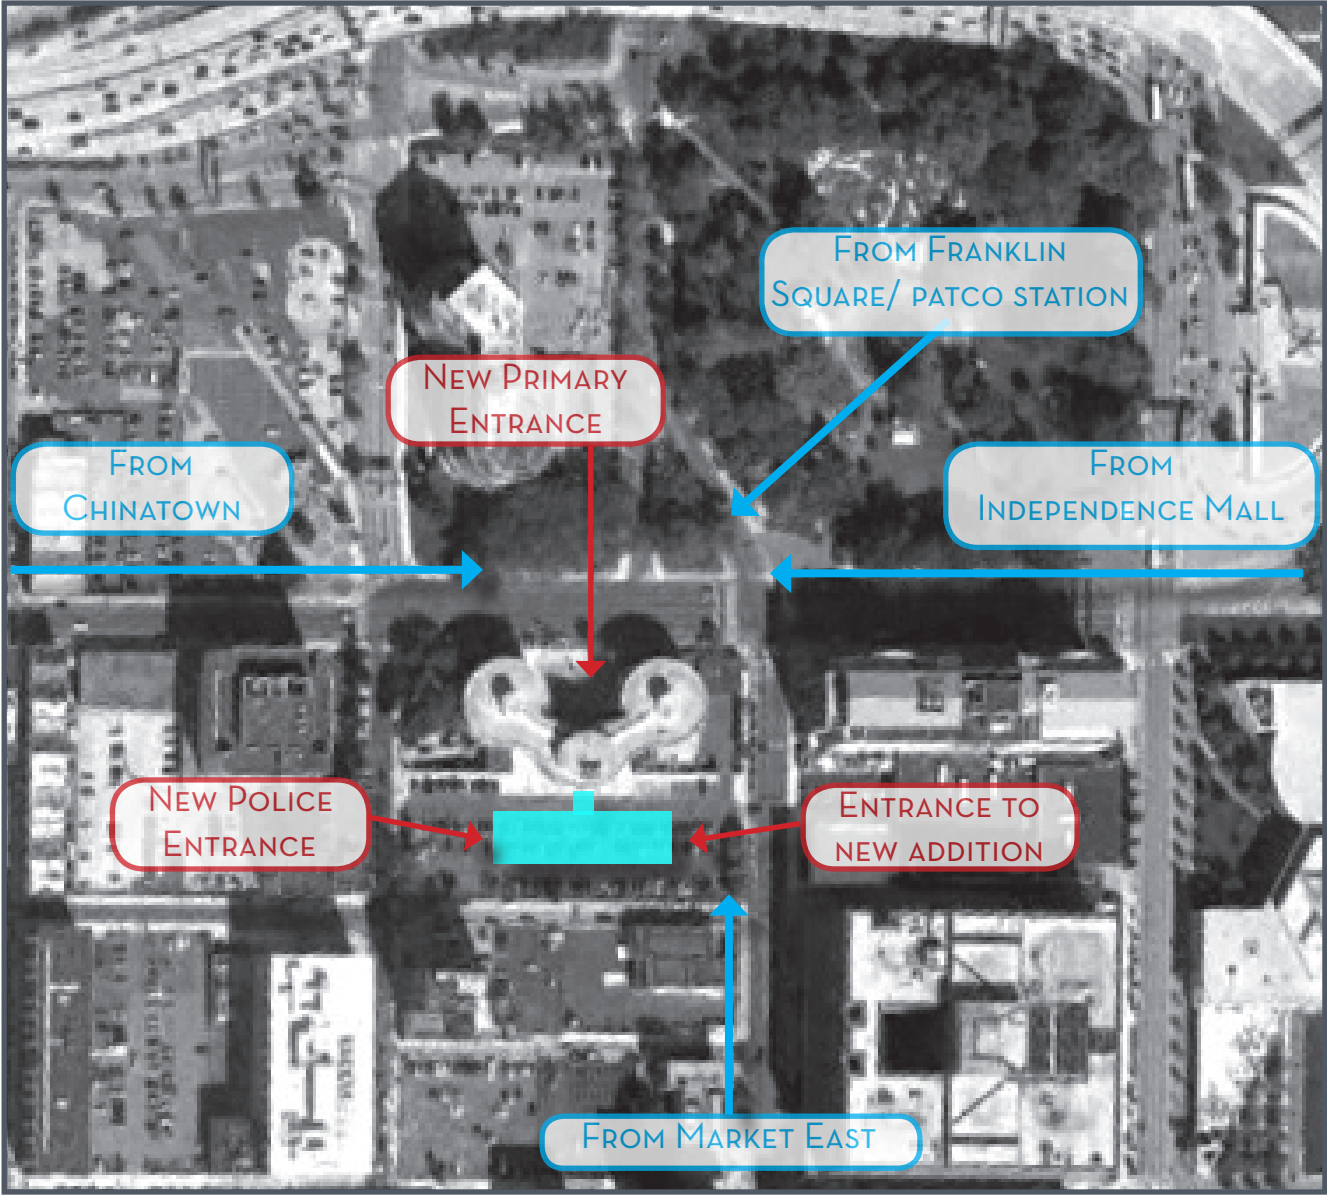 From Franklin
Square/ patco station
New Primary
Entrance
From
Chinatown
From
Independence Mall
New Police
Entrance
Entrance to
new addition
From Market East